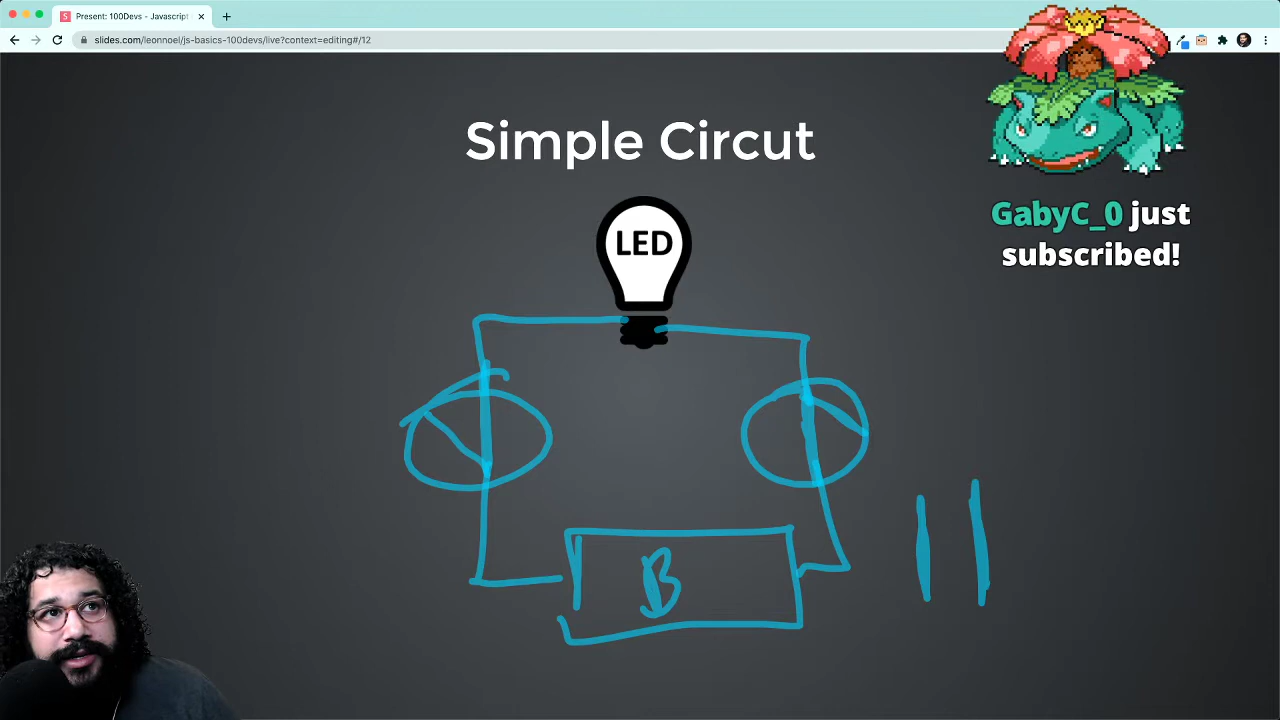 Present: 100Devs - Javascript
slides.com/leonnoel/js-basics-100devs/live?context=editing#/12
Simple Circut
LED
GabyC_0 just
subscribed!
B
11